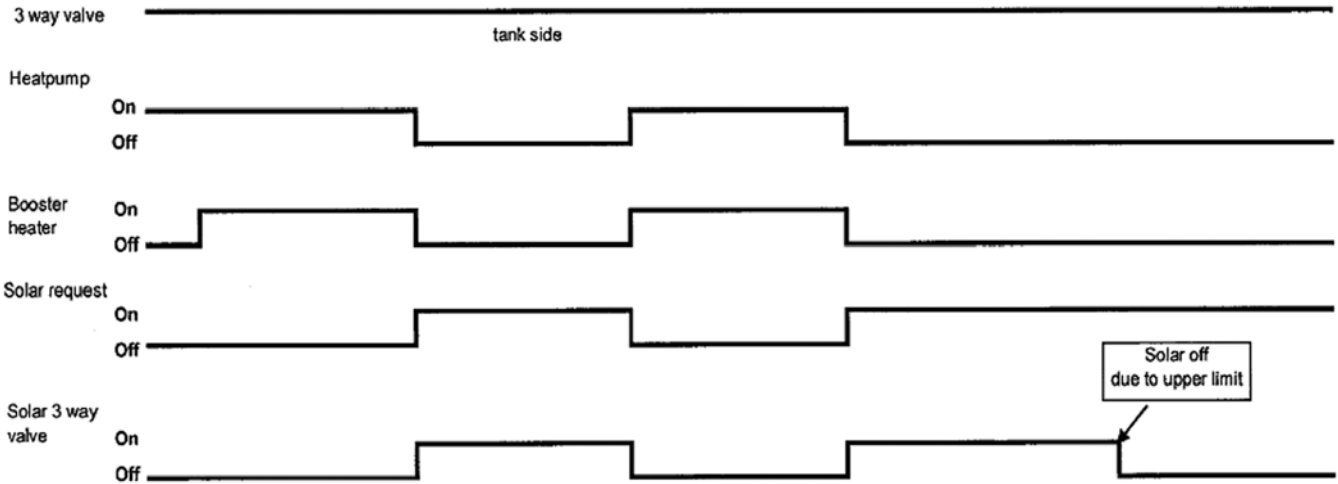 3 way valve
tank side
Heatpump
On
Off
Booster
heater
On
Off
Solar request
On
Off
Solar off
due to upper limit
Solar 3 way
valve
On
Off